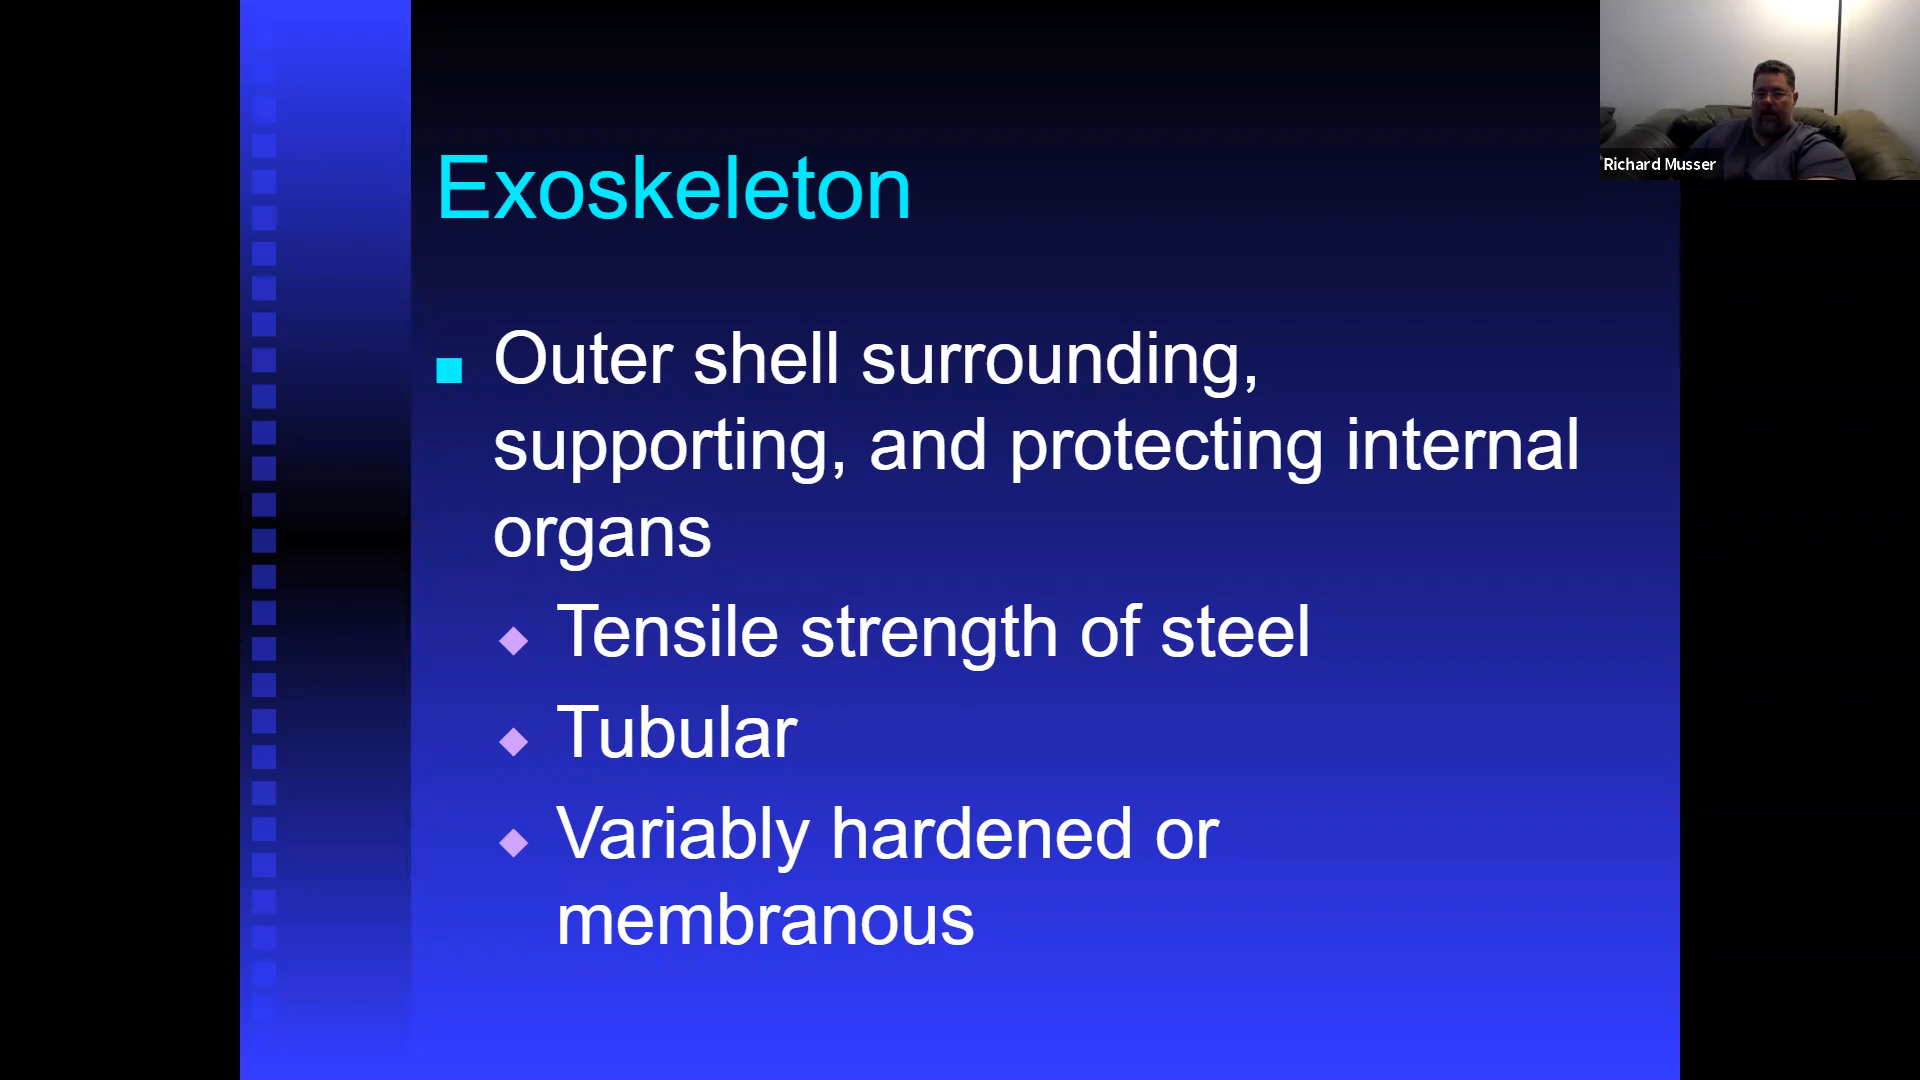 Richard Musser
Exoskeleton
Outer shell surrounding,
supporting, and protecting internal
organs
Tensile strength of steel
Tubular
Variably hardened or
membranous